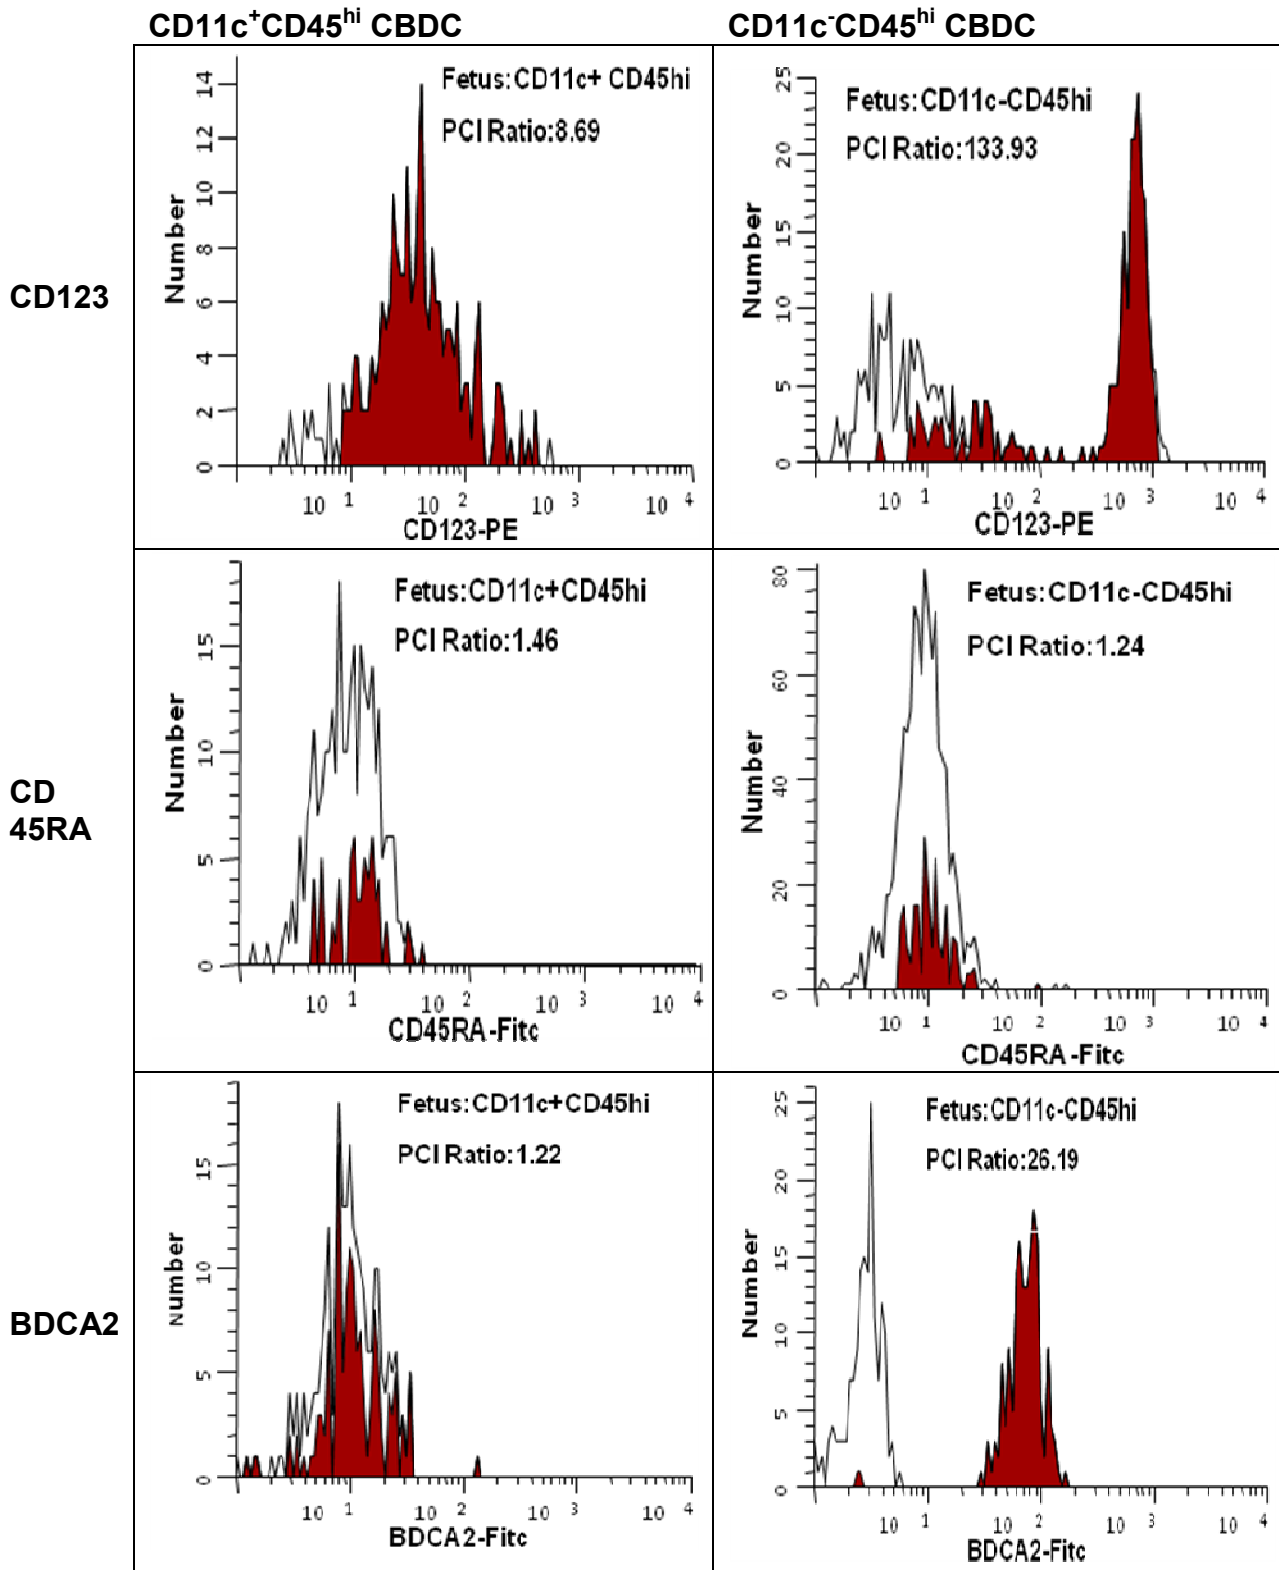 CD11c⁺CD45ʰⁱ CBDC
CD11c⁻CD45ʰⁱ CBDC
CD123
Fetus:CD11c+ CD45hi
PCI Ratio:8.69
Number
14
12
10
8
6
4
2
0
10 1 10 2 10 3 10 4
CD123-PE
Fetus:CD11c-CD45hi
PCI Ratio:133.93
Number
25
20
15
10
5
0
10 1 10 2 10 3 10 4
CD123-PE
CD
45RA
Fetus:CD11c+CD45hi
PCI Ratio:1.46
Number
15
10
5
0
10 1 10 2 10 3 10 4
CD45RA-Fitc
Fetus:CD11c-CD45hi
PCI Ratio:1.24
Number
80
60
40
20
0
10 1 10 2 10 3 10 4
CD45RA-Fitc
BDCA2
Fetus:CD11c+CD45hi
PCI Ratio:1.22
Number
15
10
5
0
10 1 10 2 10 3 10 4
BDCA2-Fitc
Fetus:CD11c-CD45hi
PCI Ratio:26.19
Number
25
20
15
10
5
0
10 1 10 2 10 3 10 4
BDCA2-Fitc